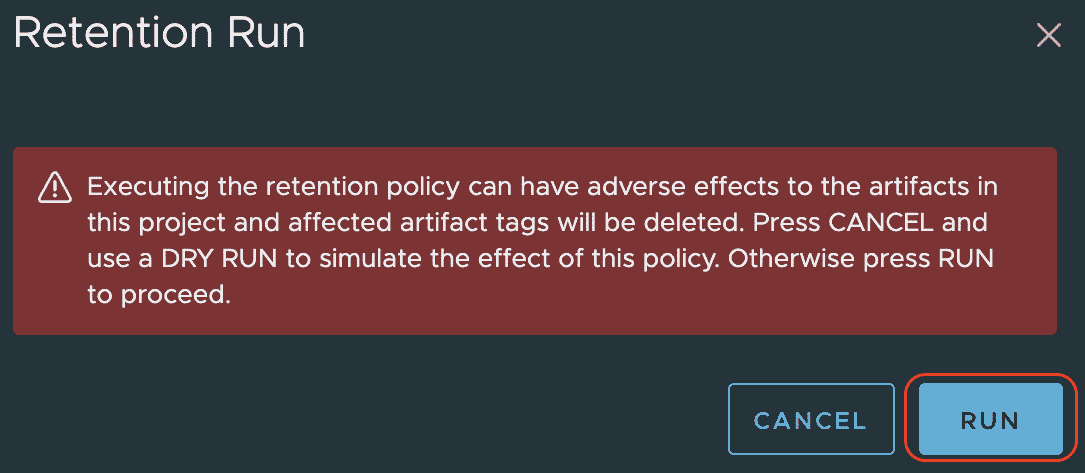 Retention Run
Executing the retention policy can have adverse effects to the artifacts in
this project and affected artifact tags will be deleted. Press CANCEL and
use a DRY RUN to simulate the effect of this policy. Otherwise press RUN
to proceed.
CANCEL
RUN